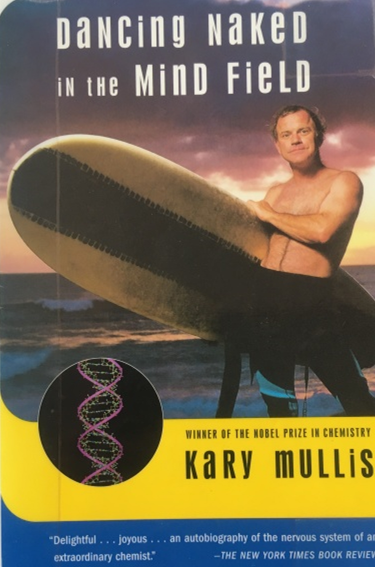 DANCING NAKED
IN THE MIND FIELD
WINNER OF THE NOBEL PRIZE IN CHEMISTRY
KARY MULLIS
"Delightful . . . joyous . . . an autobiography of the nervous system of an
extraordinary chemist." —THE NEW YORK TIMES BOOK REVIEW